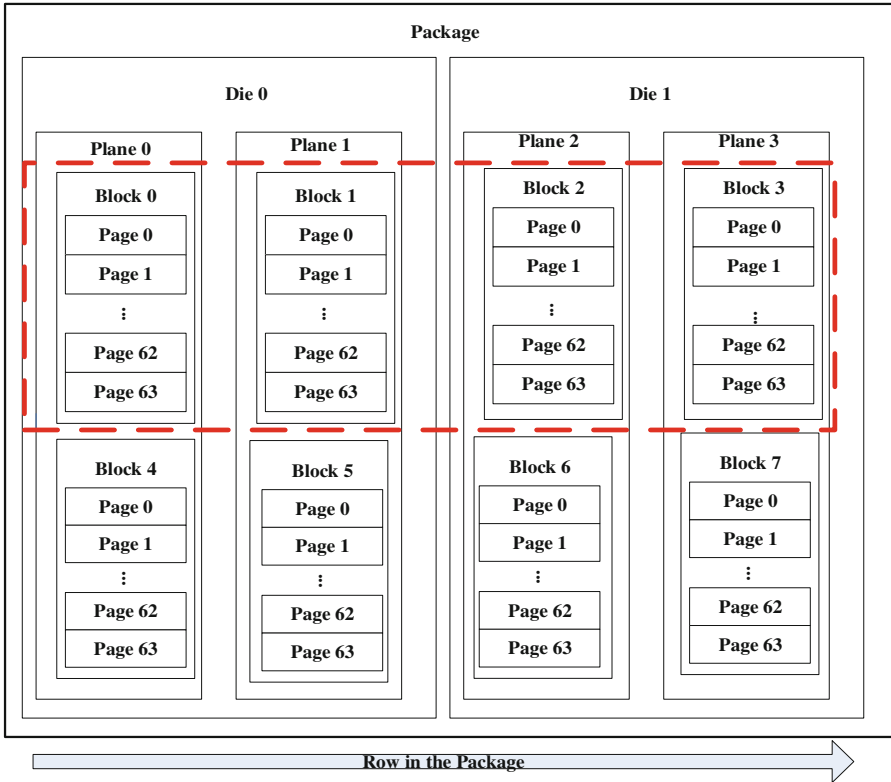 Package
Die 0
Die 1
Plane 0
Plane 1
Plane 2
Plane 3
Block 0
Page 0
Page 1
⋮
Page 62
Page 63
Block 1
Page 0
Page 1
⋮
Page 62
Page 63
Block 2
Page 0
Page 1
⋮
Page 62
Page 63
Block 3
Page 0
Page 1
⋮
Page 62
Page 63
Block 4
Page 0
Page 1
⋮
Page 62
Page 63
Block 5
Page 0
Page 1
⋮
Page 62
Page 63
Block 6
Page 0
Page 1
⋮
Page 62
Page 63
Block 7
Page 0
Page 1
⋮
Page 62
Page 63
Row in the Package